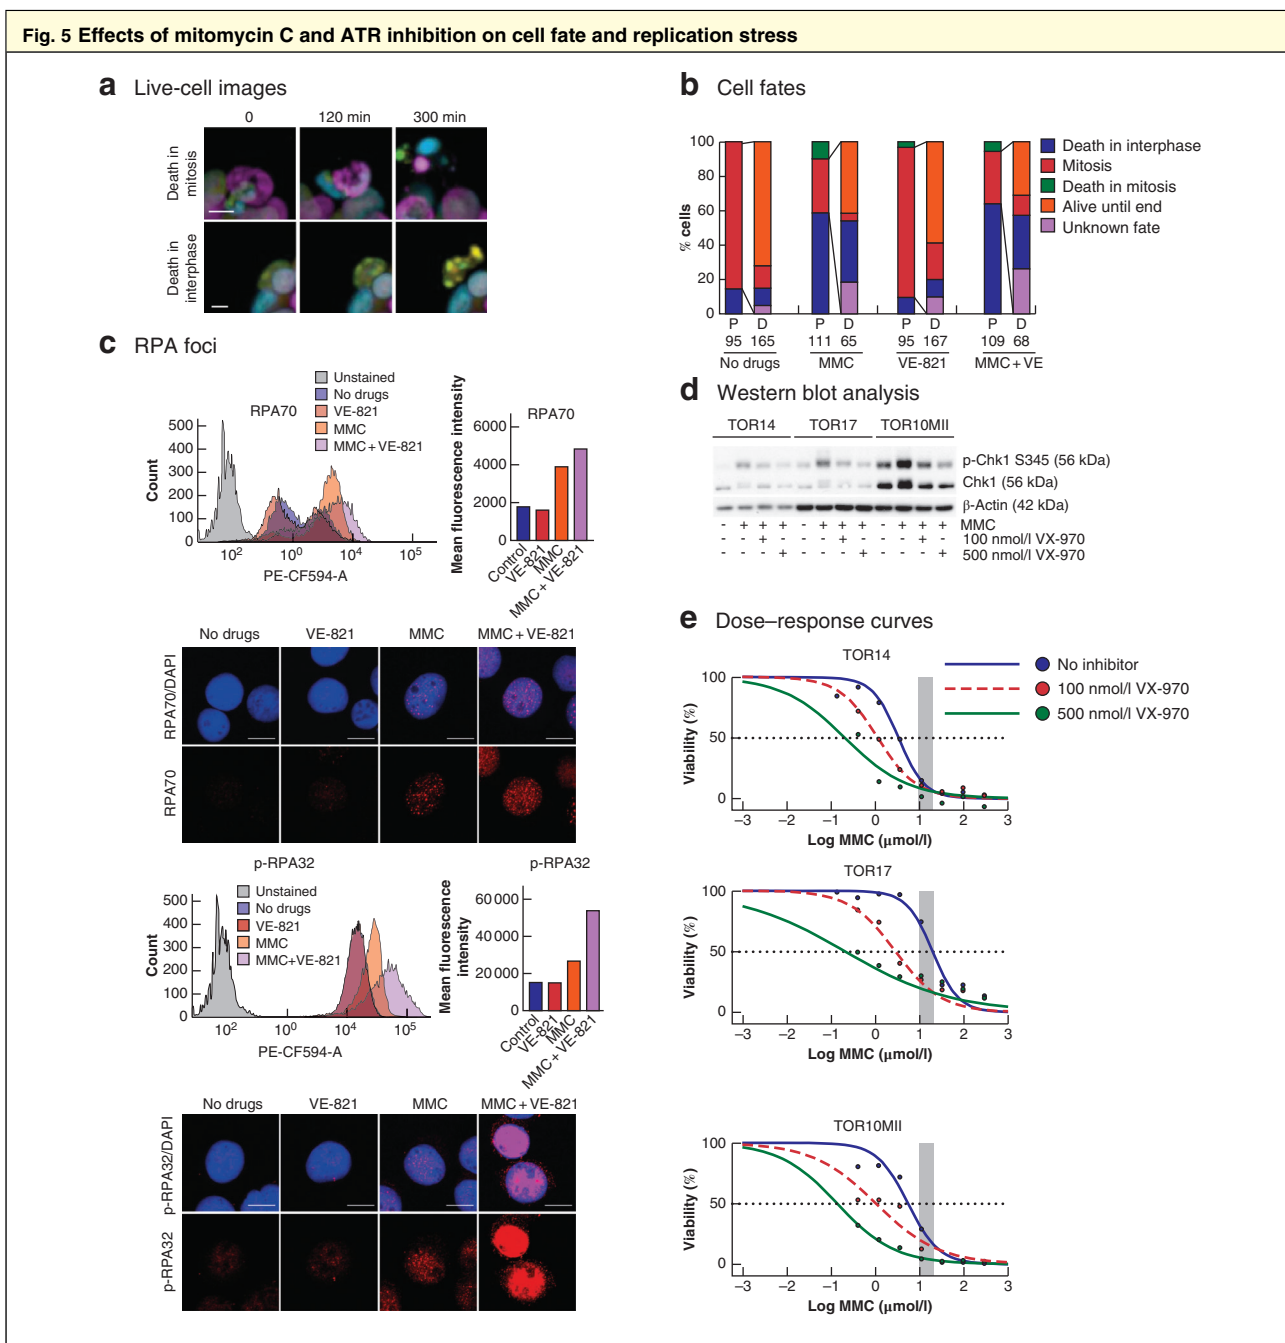 Fig. 5 Effects of mitomycin C and ATR inhibition on cell fate and replication stress
a Live-cell images
0 120 min 300 min
Death in mitosis
Death in interphase
b Cell fates
% cells
100
80
60
40
20
0
P D P D P D P D
95 165 111 65 95 167 109 68
No drugs MMC VE-821 MMC + VE
Death in interphase
Mitosis
Death in mitosis
Alive until end
Unknown fate
c RPA foci
RPA70
Unstained
No drugs
VE-821
MMC
MMC + VE-821
Count
500
400
300
200
100
0
10² 10⁰ 10⁴ 10⁵
PE-CF594-A
RPA70
Mean fluorescence intensity
6000
4000
2000
0
Control
VE-821
MMC
MMC + VE-821
No drugs VE-821 MMC MMC + VE-821
RPA70/DAPI
RPA70
p-RPA32
Unstained
No drugs
VE-821
MMC
MMC+VE-821
Count
500
400
300
200
100
0
10² 10⁰ 10⁴ 10⁵
PE-CF594-A
p-RPA32
Mean fluorescence intensity
60 000
40 000
20 000
0
Control
VE-821
MMC
MMC + VE-821
No drugs VE-821 MMC MMC + VE-821
p-RPA32/DAPI
p-RPA32
d Western blot analysis
TOR14 TOR17 TOR10MII
p-Chk1 S345 (56 kDa)
Chk1 (56 kDa)
β-Actin (42 kDa)
- + + + - + + + - + + + MMC
- - + - - - + - - - + - 100 nmol/l VX-970
- - - + - - - + - - - + 500 nmol/l VX-970
e Dose–response curves
TOR14
No inhibitor
100 nmol/l VX-970
500 nmol/l VX-970
Viability (%)
100
50
0
−3 −2 −1 0 1 2 3
Log MMC (μmol/l)
TOR17
Viability (%)
100
50
0
−3 −2 −1 0 1 2 3
Log MMC (μmol/l)
TOR10MII
Viability (%)
100
50
0
−3 −2 −1 0 1 2 3
Log MMC (μmol/l)